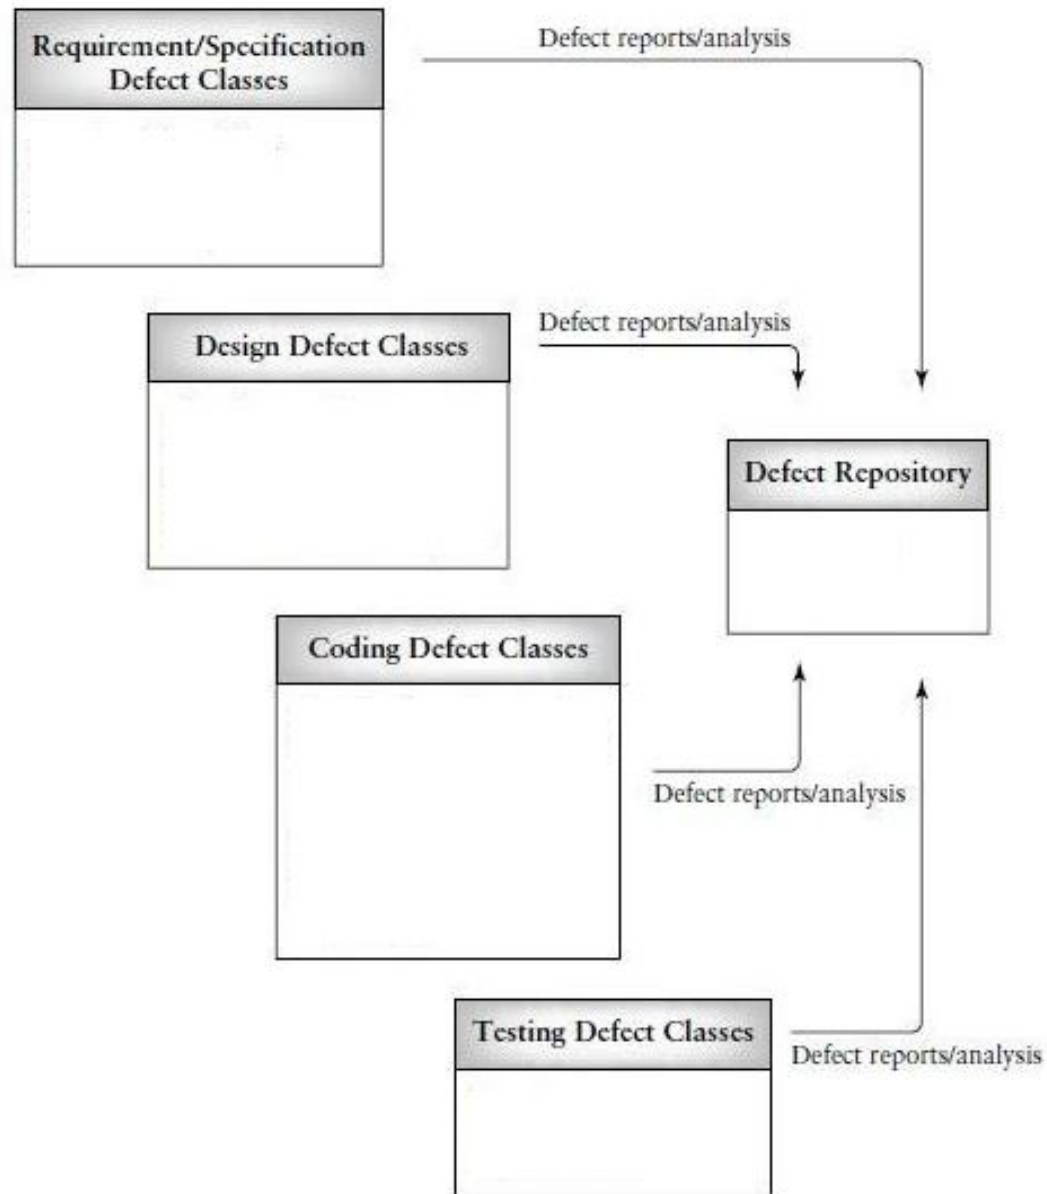 Requirement/Specification
Defect Classes
Defect reports/analysis
Design Defect Classes
Defect reports/analysis
Defect Repository
Coding Defect Classes
Defect reports/analysis
Testing Defect Classes
Defect reports/analysis